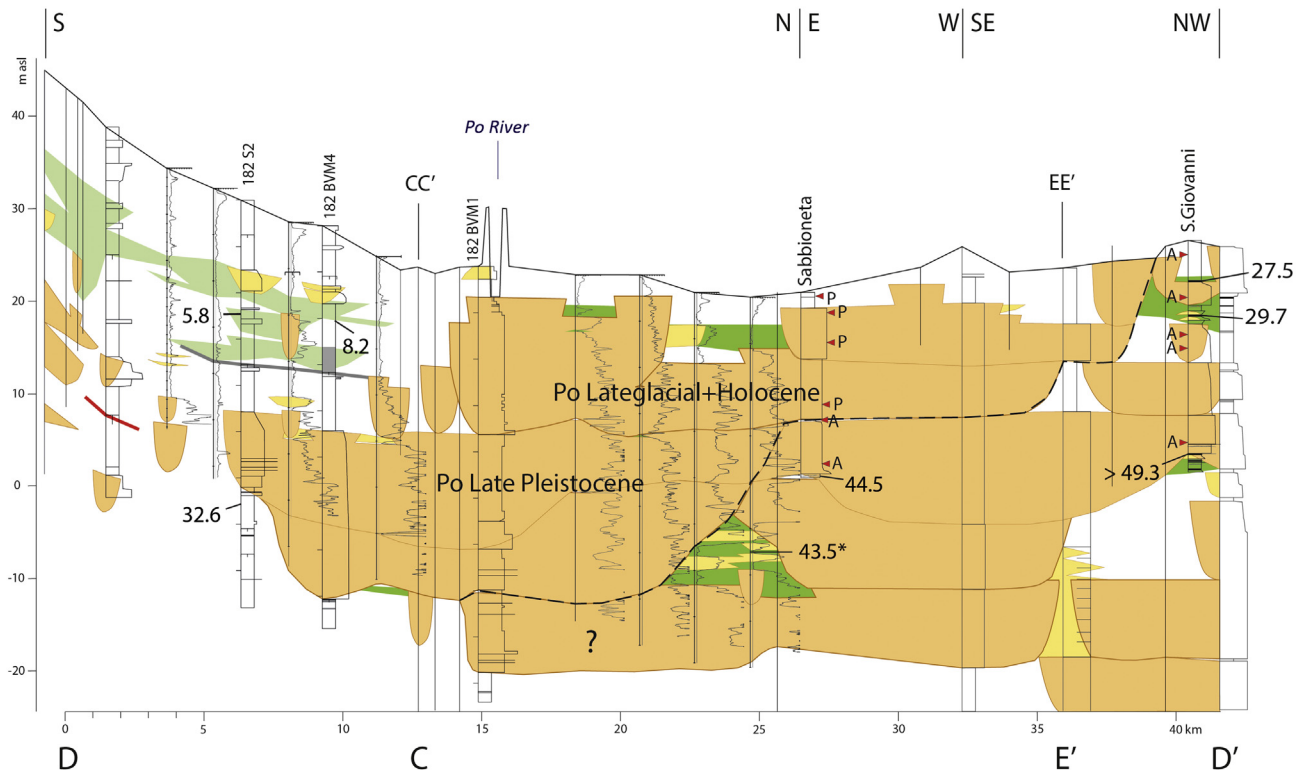 S
N
E
W
SE
NW
m asl
40
30
20
10
0
-10
-20
182 S2
182 BVM4
CC'
182 BVM1
Po River
Sabbioneta
EE'
S.Giovanni
5.8
8.2
32.6
Po Lateglacial+Holocene
Po Late Pleistocene
?
P
P
P
P
A
A
44.5
43.5*
A
A
A
A
A
27.5
29.7
> 49.3
0
5
10
15
20
25
30
35
40 km
D
C
E'
D'